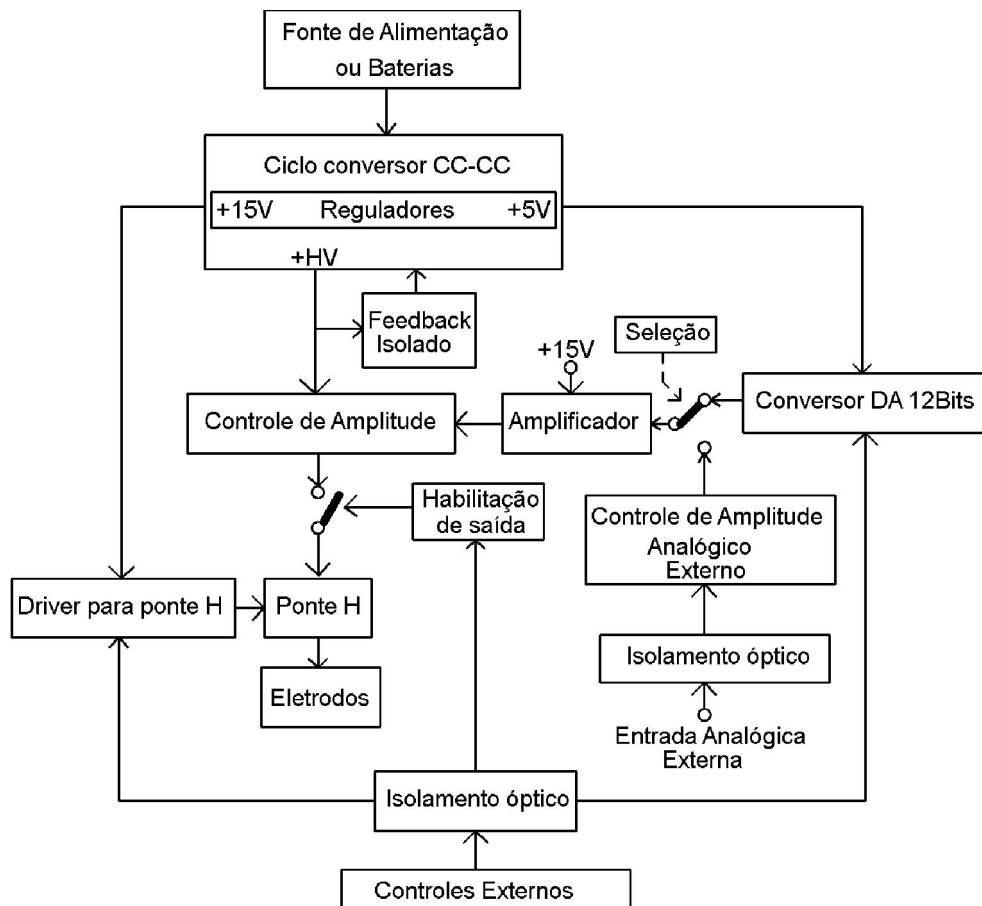 Fonte de Alimentação
ou Baterias
Ciclo conversor CC-CC
+15V Reguladores +5V
+HV
Feedback
Isolado
Seleção
+15V
Controle de Amplitude
Amplificador
Conversor DA 12Bits
Habilitação
de saída
Controle de Amplitude
Analógico
Externo
Driver para ponte H
Ponte H
Isolamento óptico
Eletrodos
Entrada Analógica
Externa
Isolamento óptico
Controles Externos